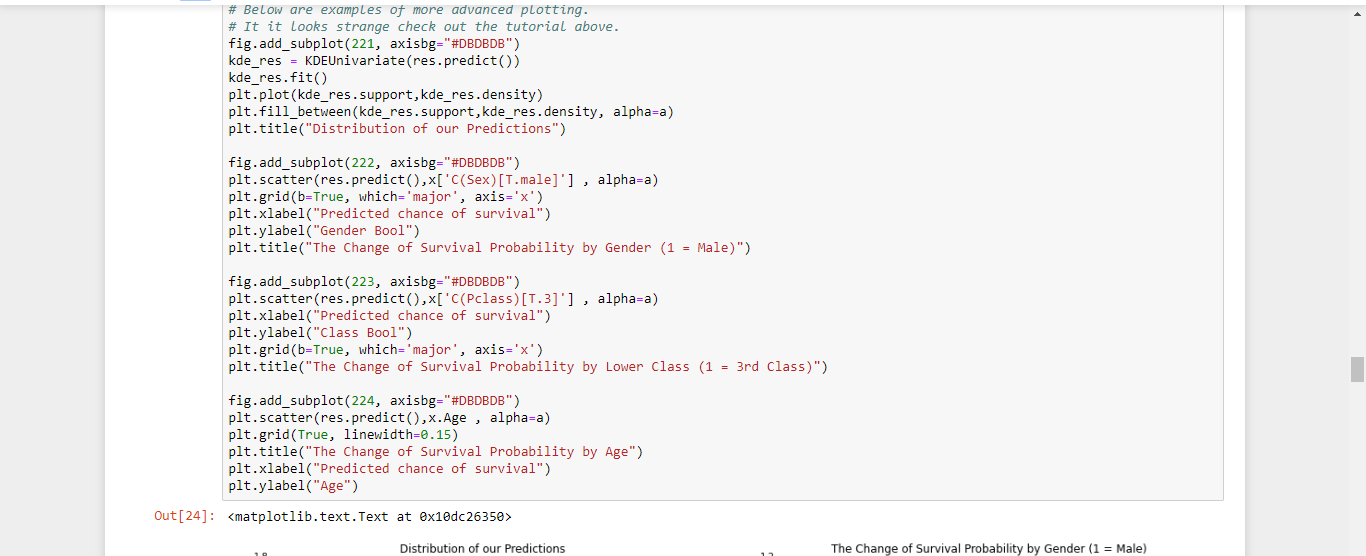 # Below are examples of more advanced plotting.
# It it looks strange check out the tutorial above.
fig.add_subplot(221, axisbg="#DBDBDB")
kde_res = KDEUnivariate(res.predict())
kde_res.fit()
plt.plot(kde_res.support,kde_res.density)
plt.fill_between(kde_res.support,kde_res.density, alpha=a)
plt.title("Distribution of our Predictions")

fig.add_subplot(222, axisbg="#DBDBDB")
plt.scatter(res.predict(),x['C(Sex)[T.male]'] , alpha=a)
plt.grid(b=True, which='major', axis='x')
plt.xlabel("Predicted chance of survival")
plt.ylabel("Gender Bool")
plt.title("The Change of Survival Probability by Gender (1 = Male)")

fig.add_subplot(223, axisbg="#DBDBDB")
plt.scatter(res.predict(),x['C(Pclass)[T.3]'] , alpha=a)
plt.xlabel("Predicted chance of survival")
plt.ylabel("Class Bool")
plt.grid(b=True, which='major', axis='x')
plt.title("The Change of Survival Probability by Lower Class (1 = 3rd Class)")

fig.add_subplot(224, axisbg="#DBDBDB")
plt.scatter(res.predict(),x.Age , alpha=a)
plt.grid(True, linewidth=0.15)
plt.title("The Change of Survival Probability by Age")
plt.xlabel("Predicted chance of survival")
plt.ylabel("Age")
Out[24]: <matplotlib.text.Text at 0x10dc26350>
Distribution of our Predictions
The Change of Survival Probability by Gender (1 = Male)